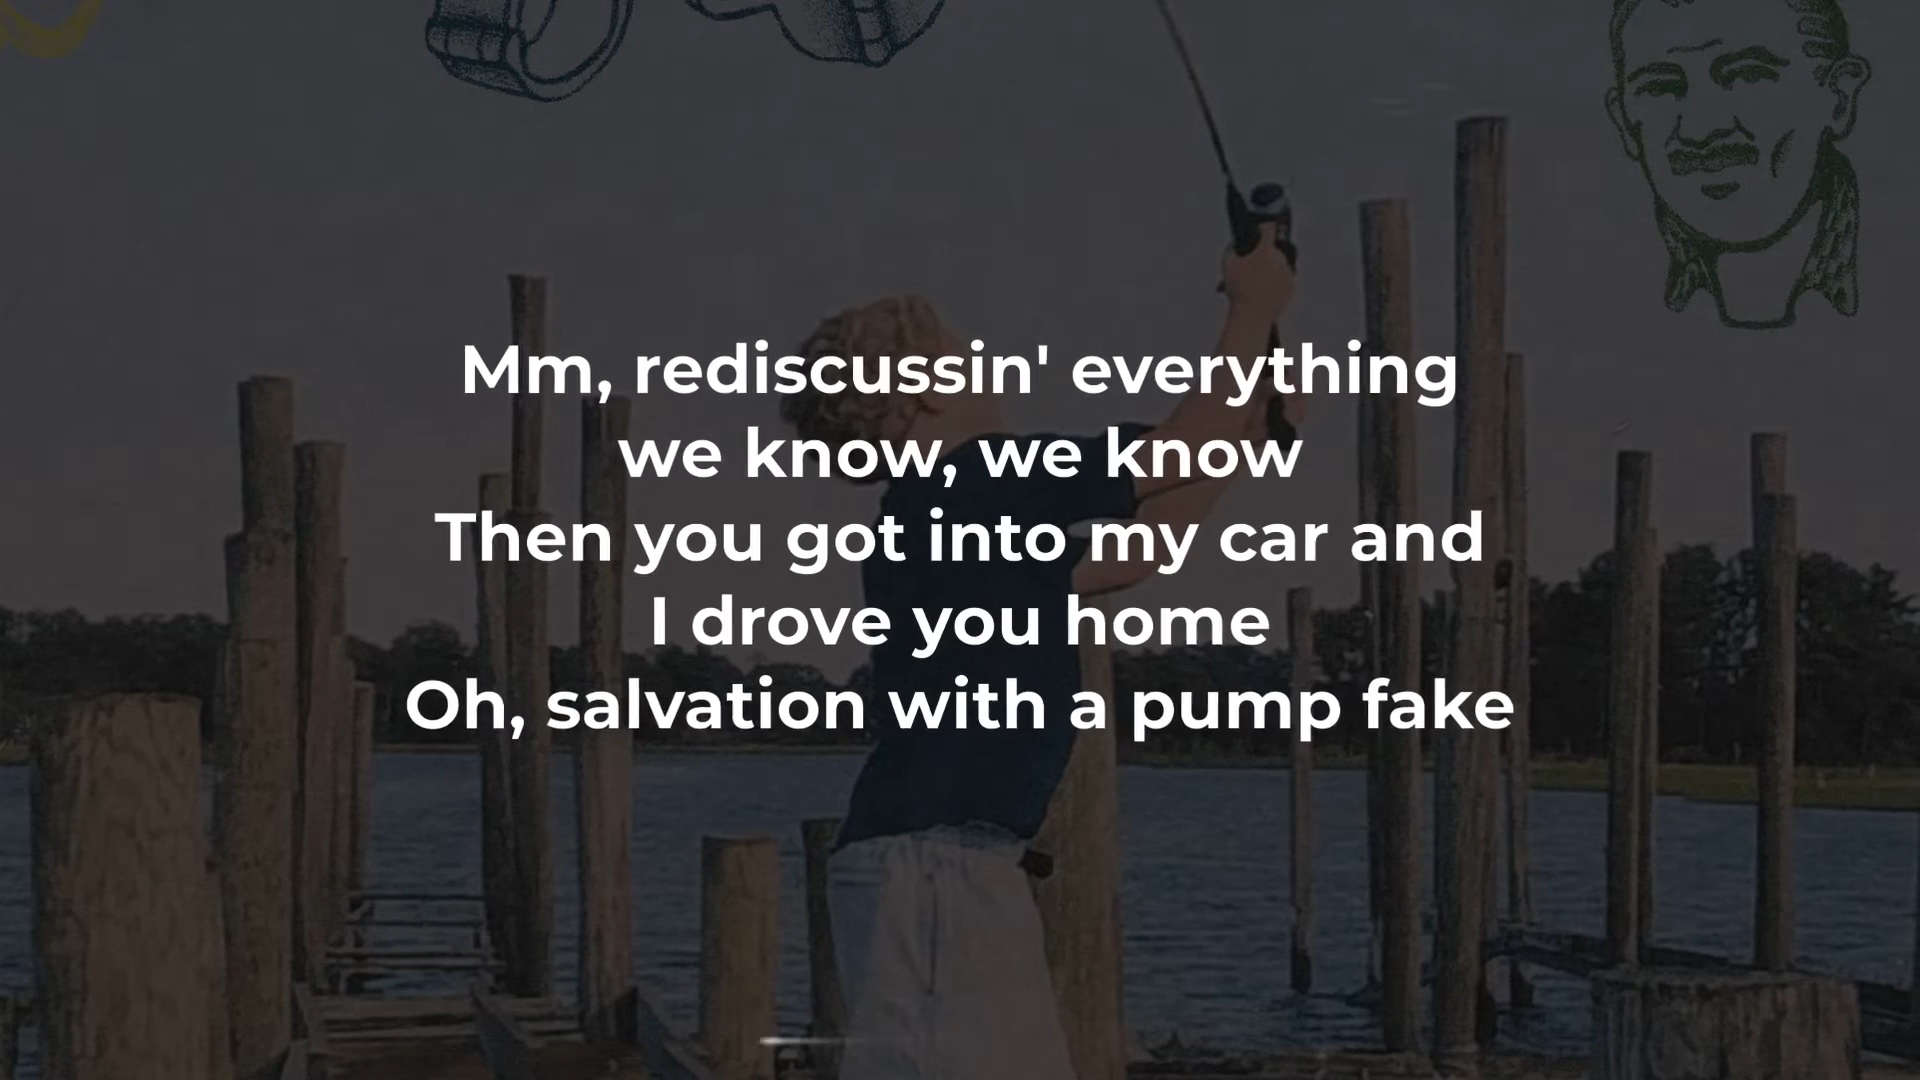 Mm, rediscussin' everything
we know, we know
Then you got into my car and
I drove you home
Oh, salvation with a pump fake